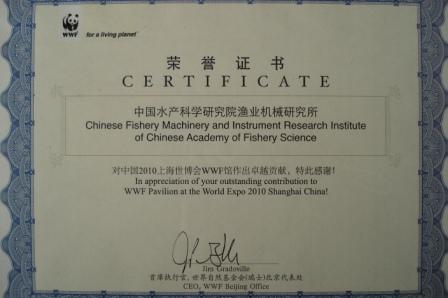 WWF for a living planet
荣誉证书
CERTIFICATE
中国水产科学研究院渔业机械研究所
Chinese Fishery Machinery and Instrument Research Institute
of Chinese Academy of Fishery Science
对中国2010上海世博会WWF馆作出卓越贡献，特此感谢!
In appreciation of your outstanding contribution to
WWF Pavilion at the World Expo 2010 Shanghai China!
Jim Gradoville
首席执行官，世界自然基金会(瑞士)北京代表处
CEO, WWF Beijing Office